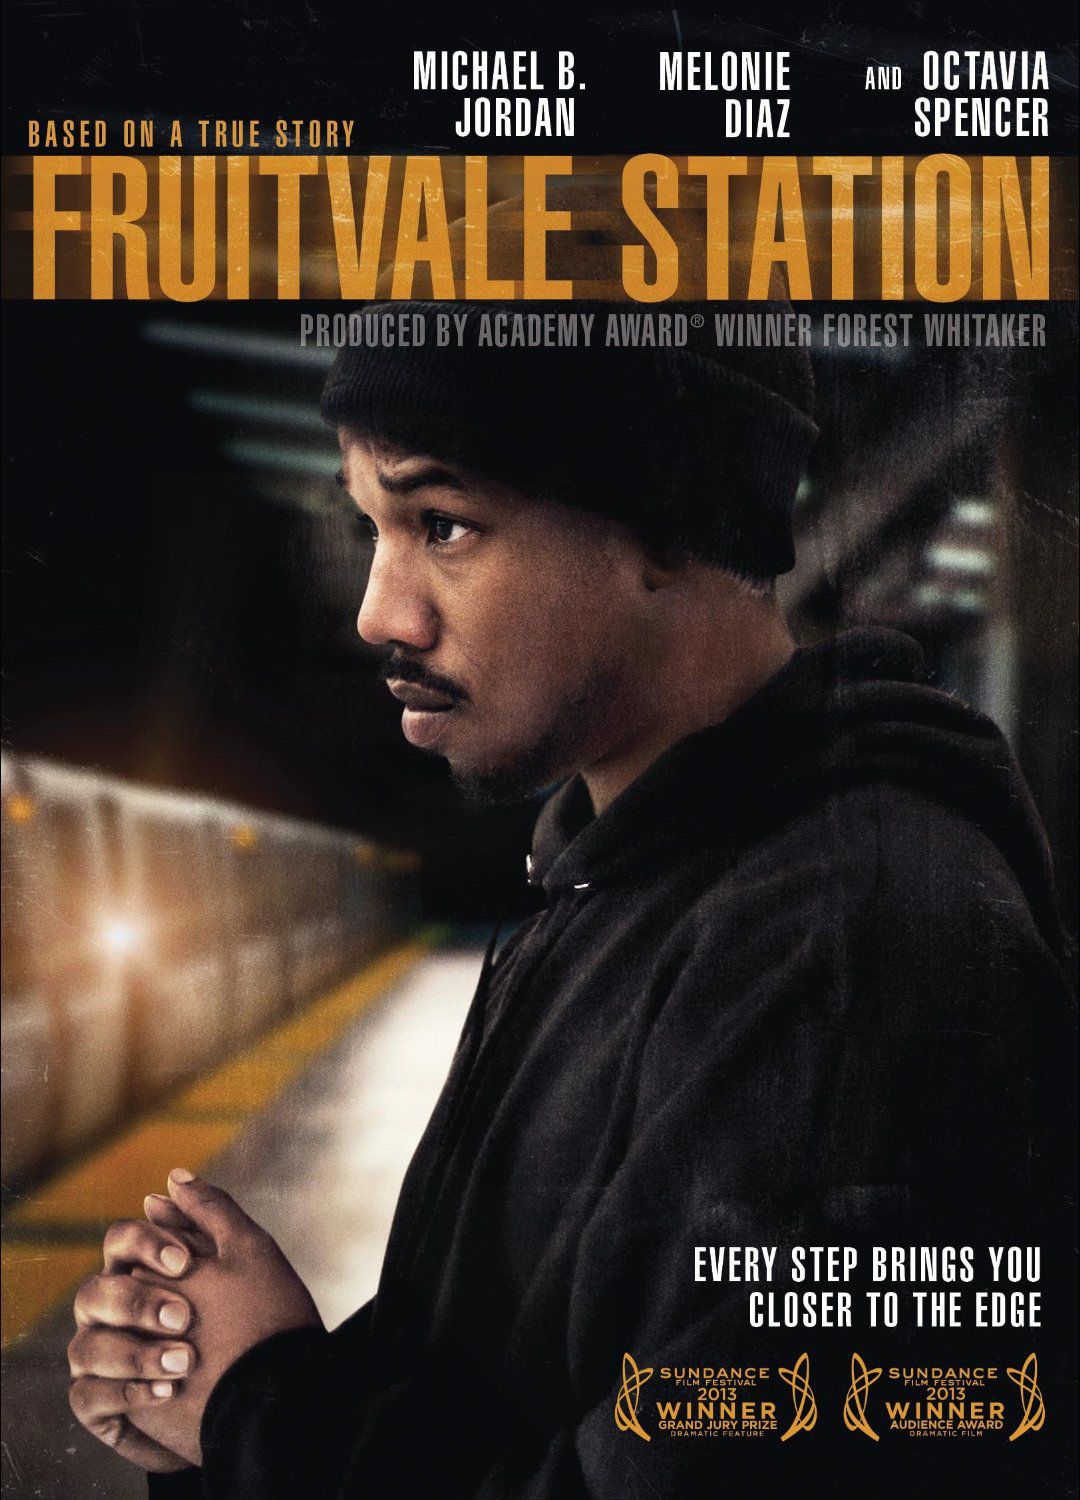 MICHAEL B.
JORDAN
MELONIE
DIAZ
AND OCTAVIA
SPENCER
BASED ON A TRUE STORY
FRUITVALE STATION
PRODUCED BY ACADEMY AWARD® WINNER FOREST WHITAKER
EVERY STEP BRINGS YOU
CLOSER TO THE EDGE
SUNDANCE
FILM FESTIVAL
2013
WINNER
GRAND JURY PRIZE
DRAMATIC FEATURE
SUNDANCE
FILM FESTIVAL
2013
WINNER
AUDIENCE AWARD
DRAMATIC FILM